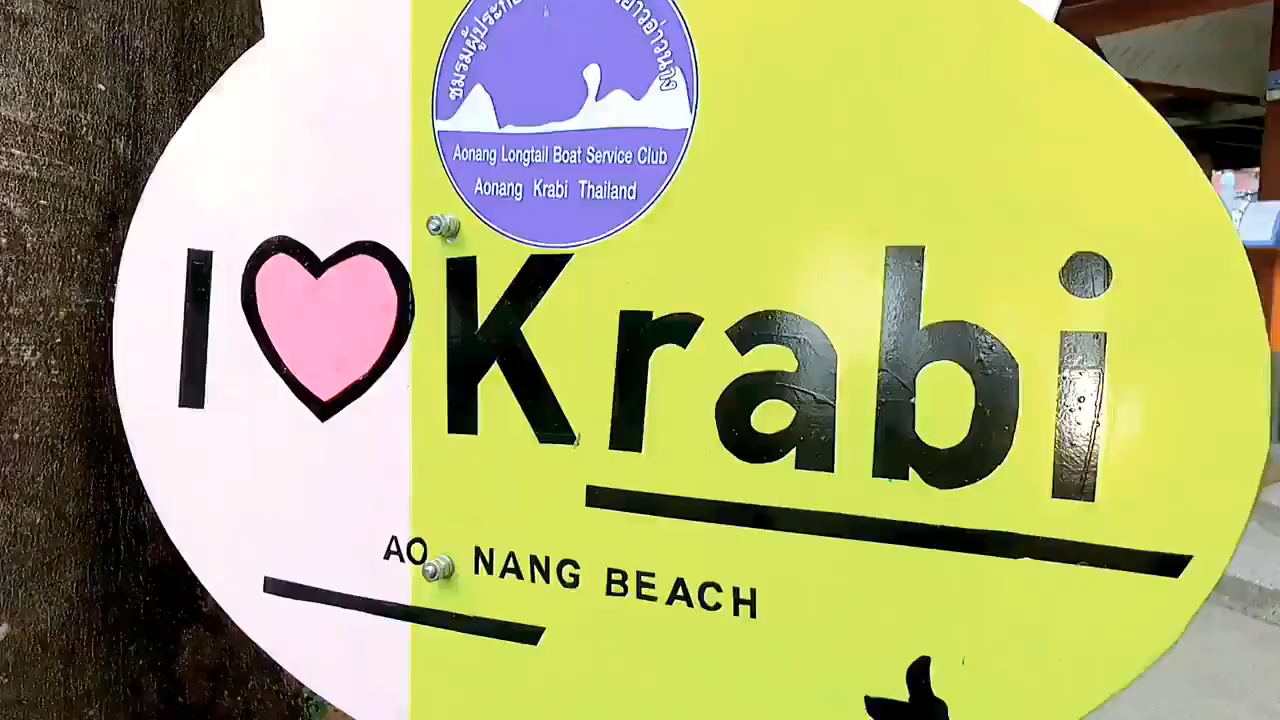 Aonang Longtail Boat Service Club
Aonang Krabi Thailand
I Krabi
AO NANG BEACH